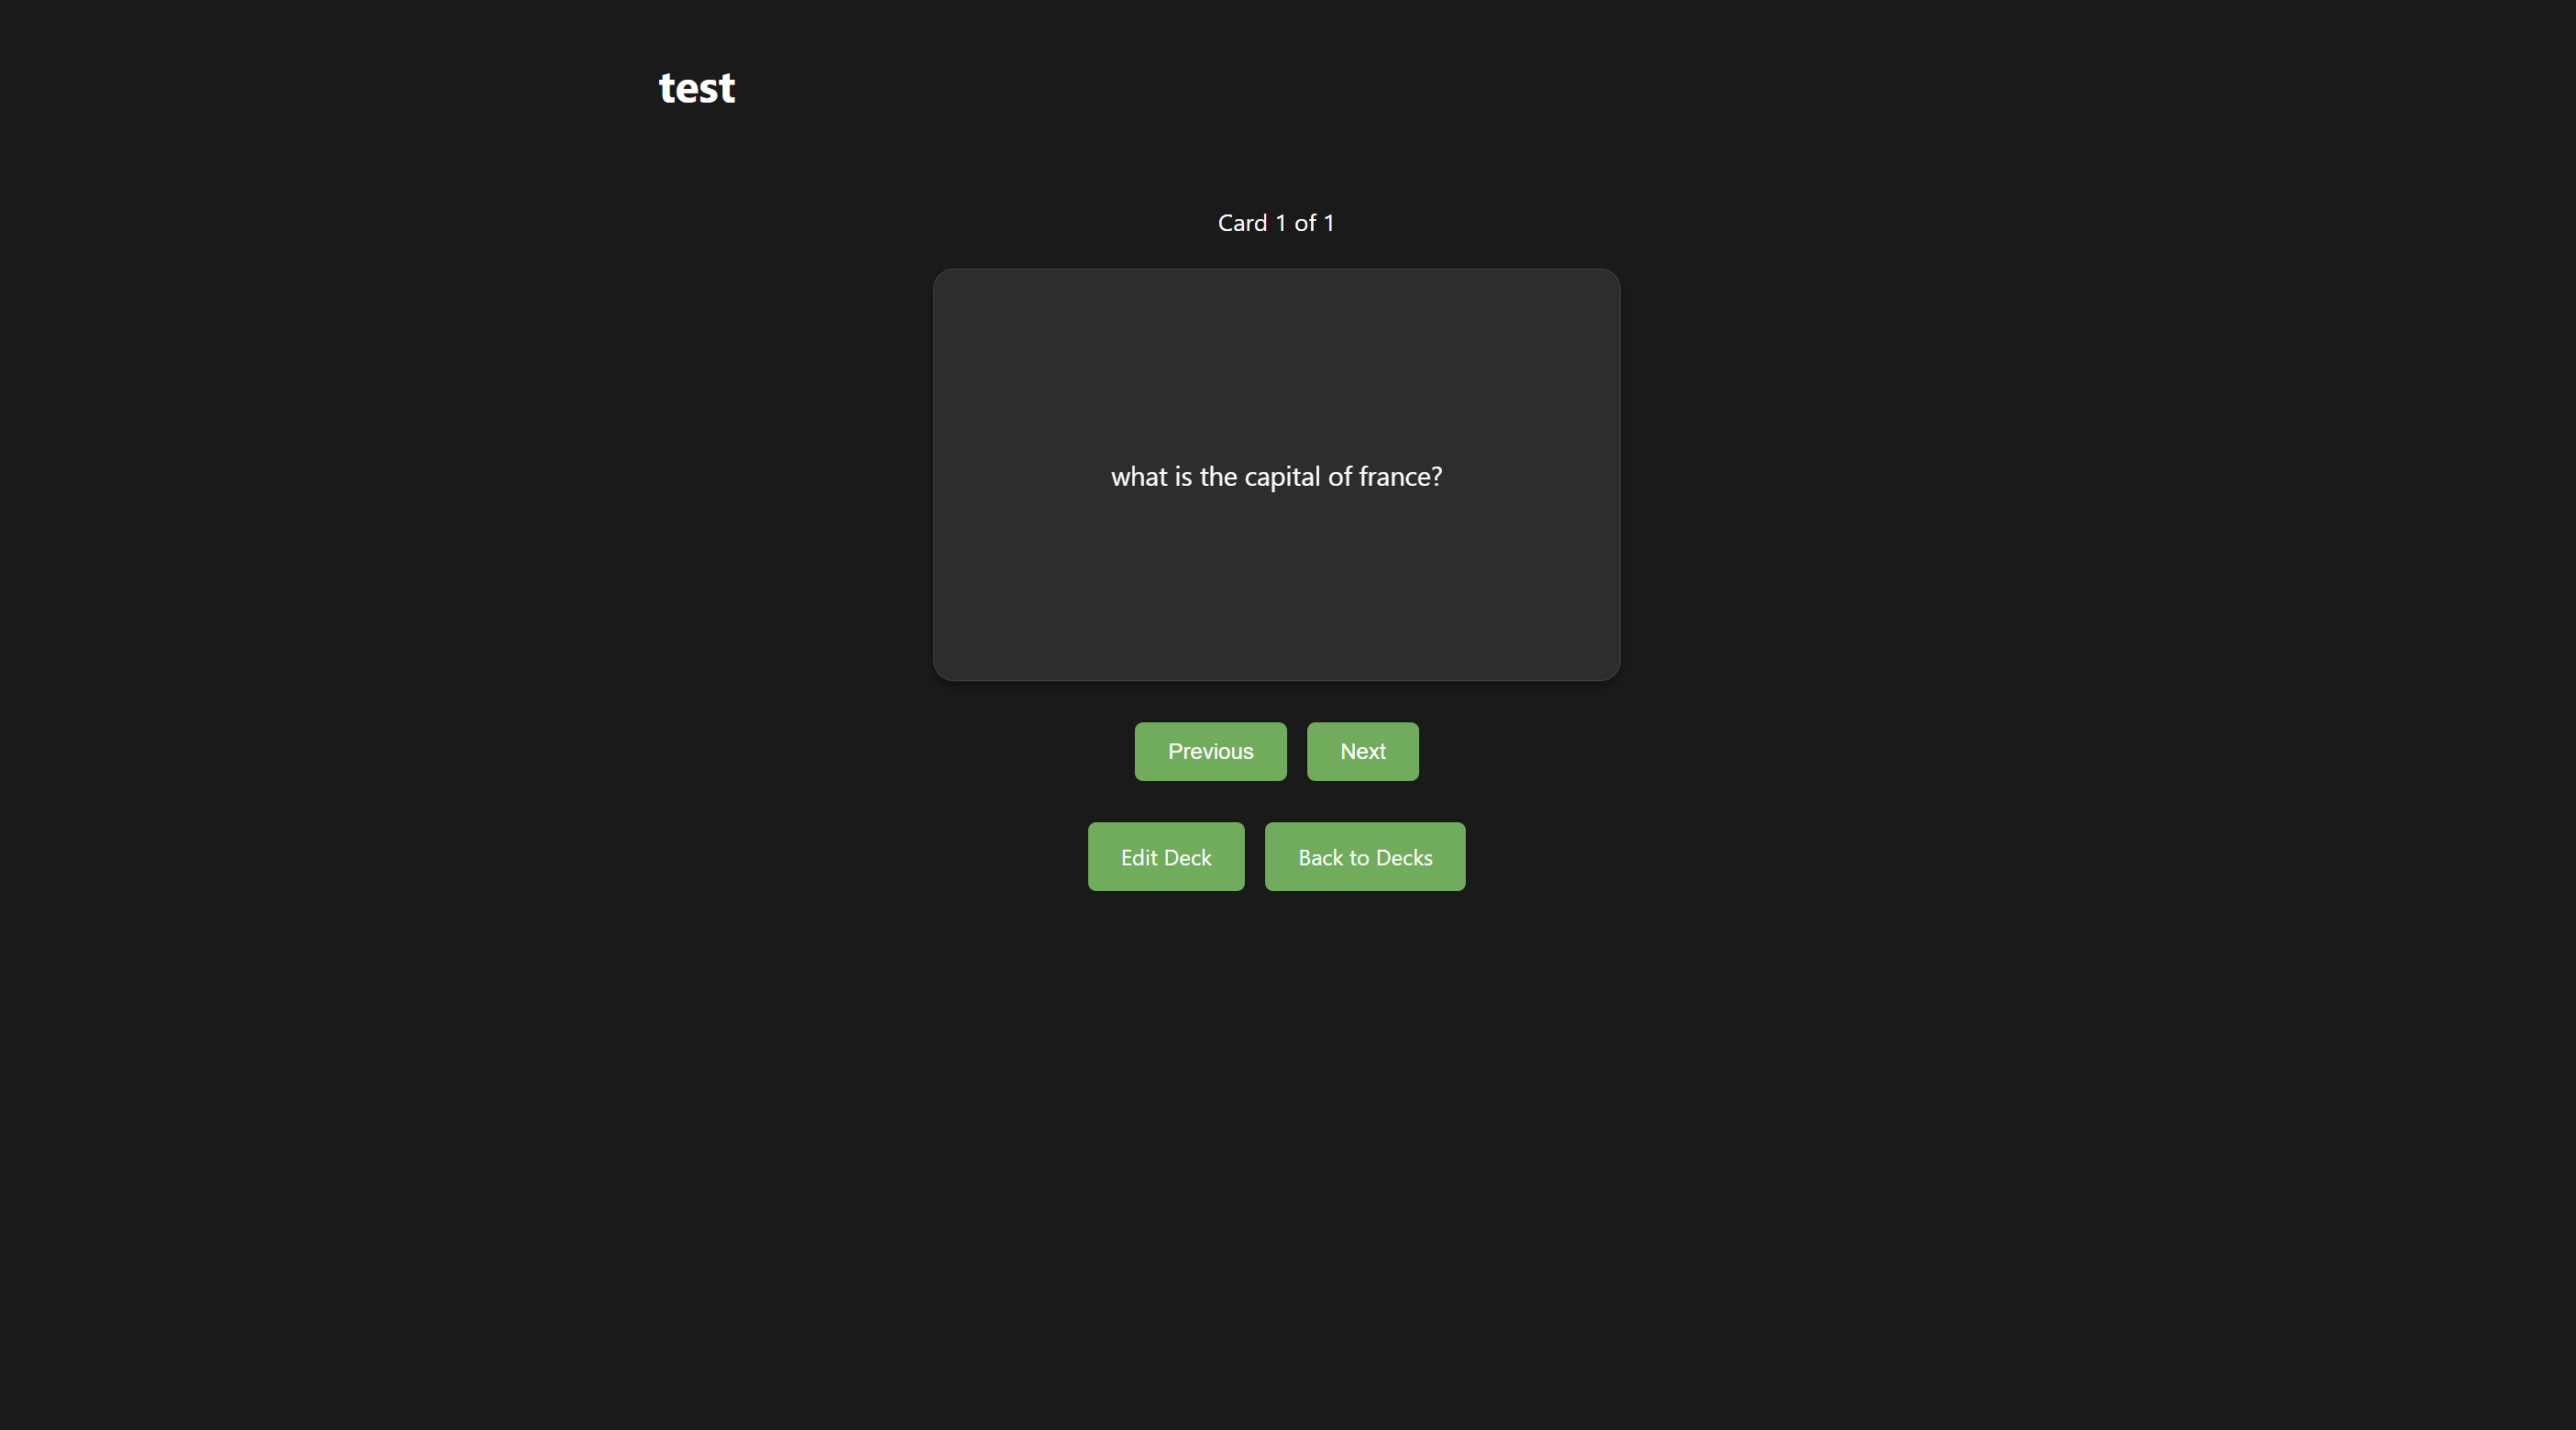 test
Card 1 of 1
what is the capital of france?
Previous
Next
Edit Deck
Back to Decks